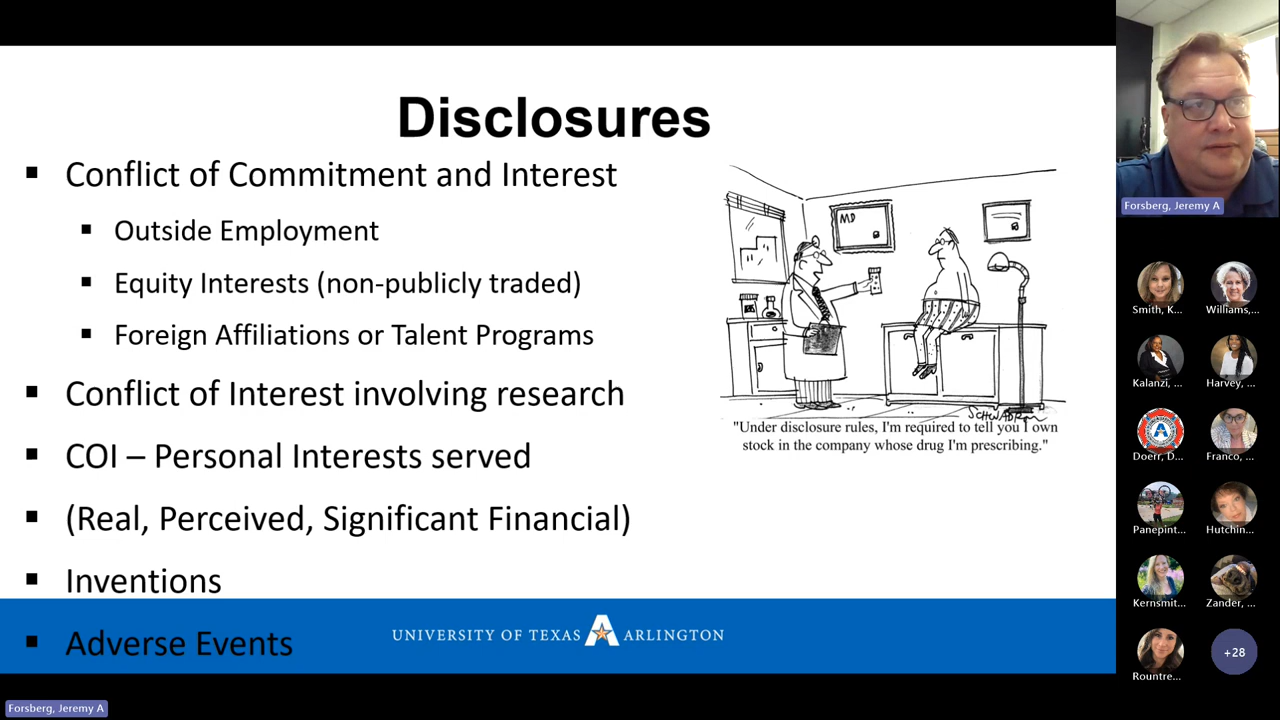 Disclosures
▪ Conflict of Commitment and Interest
▪ Outside Employment
▪ Equity Interests (non-publicly traded)
▪ Foreign Affiliations or Talent Programs
▪ Conflict of Interest involving research
▪ COI – Personal Interests served
▪ (Real, Perceived, Significant Financial)
▪ Inventions
▪ Adverse Events
MD
SCHWADRON
"Under disclosure rules, I'm required to tell you I own
stock in the company whose drug I'm prescribing."
UNIVERSITY OF TEXAS A ARLINGTON
Forsberg, Jeremy A
Smith, K...
Williams,...
Kalanzi, ...
Harvey, ...
Doerr, D...
Franco, ...
Panepint...
Hutchin...
Kernsmit...
Zander, ...
Rountre...
+28
Forsberg, Jeremy A